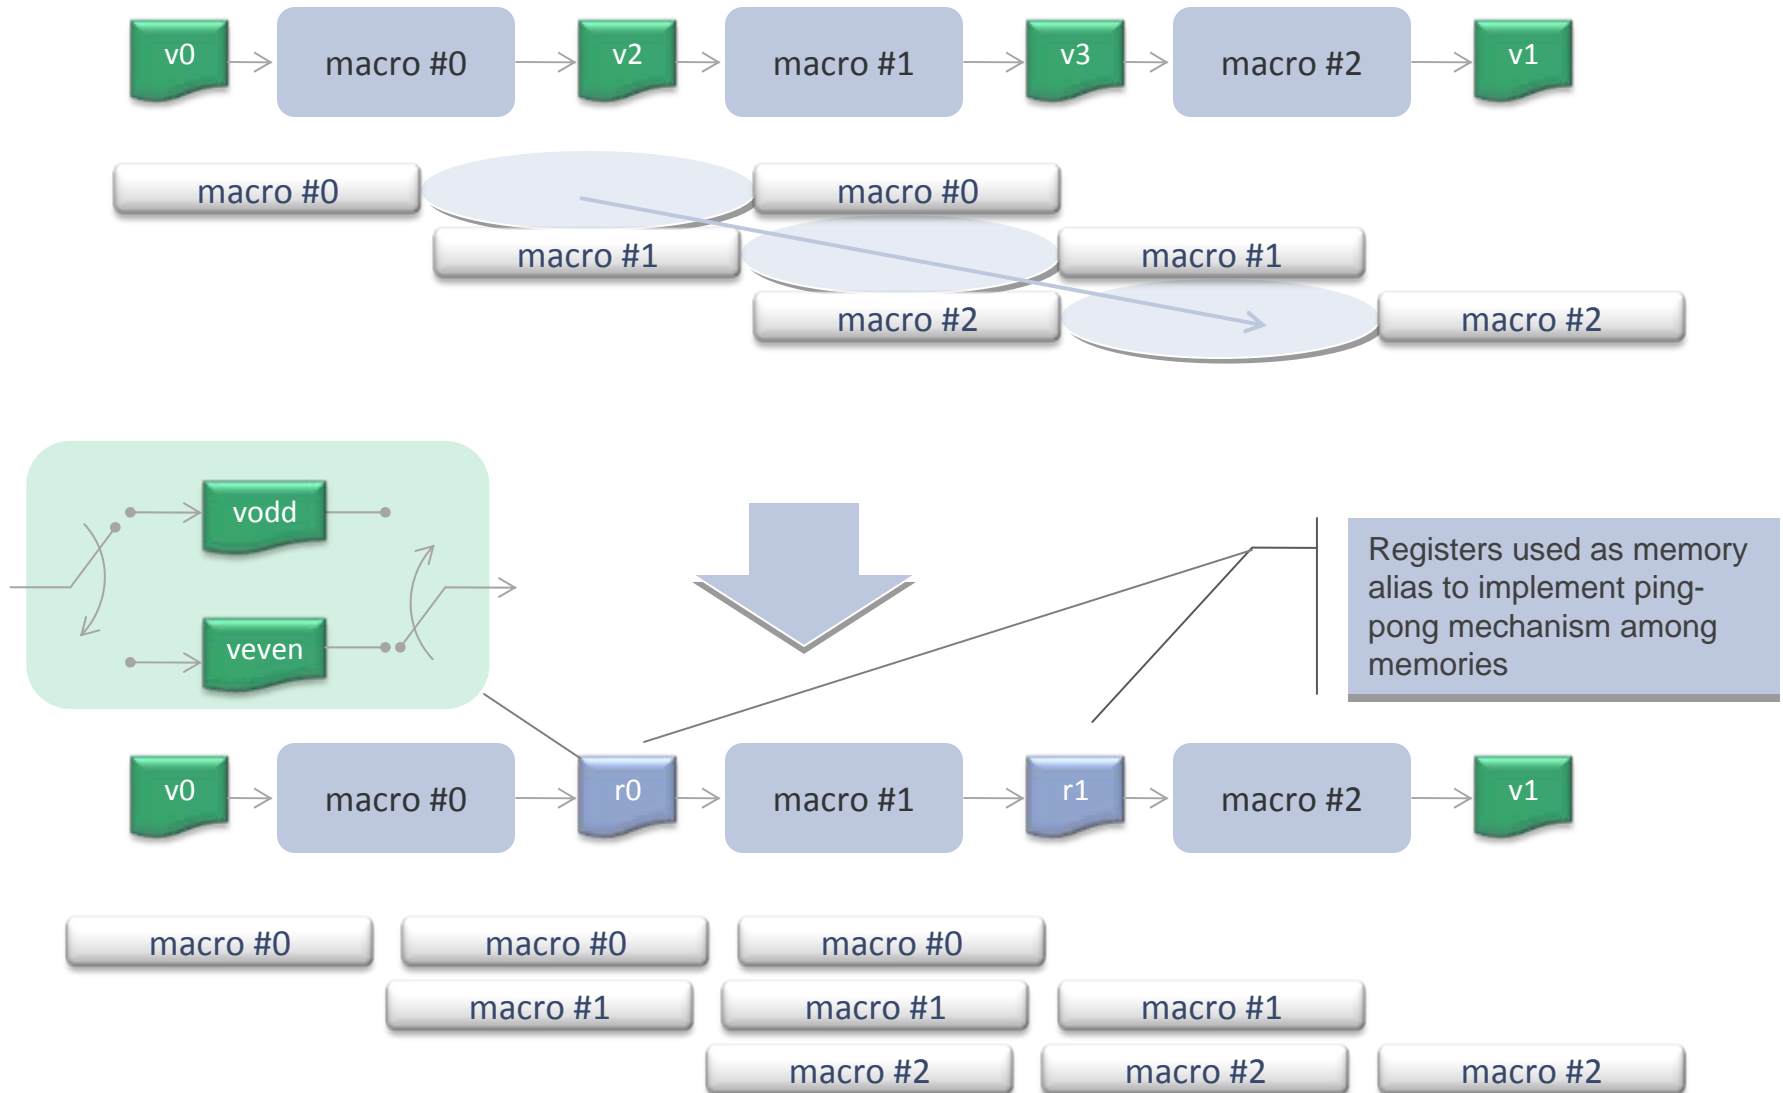 v0
macro #0
v2
macro #1
v3
macro #2
v1
macro #0
macro #0
macro #1
macro #1
macro #2
macro #2
vodd
veven
Registers used as memory
alias to implement ping-
pong mechanism among
memories
v0
macro #0
r0
macro #1
r1
macro #2
v1
macro #0
macro #0
macro #0
macro #1
macro #1
macro #1
macro #2
macro #2
macro #2